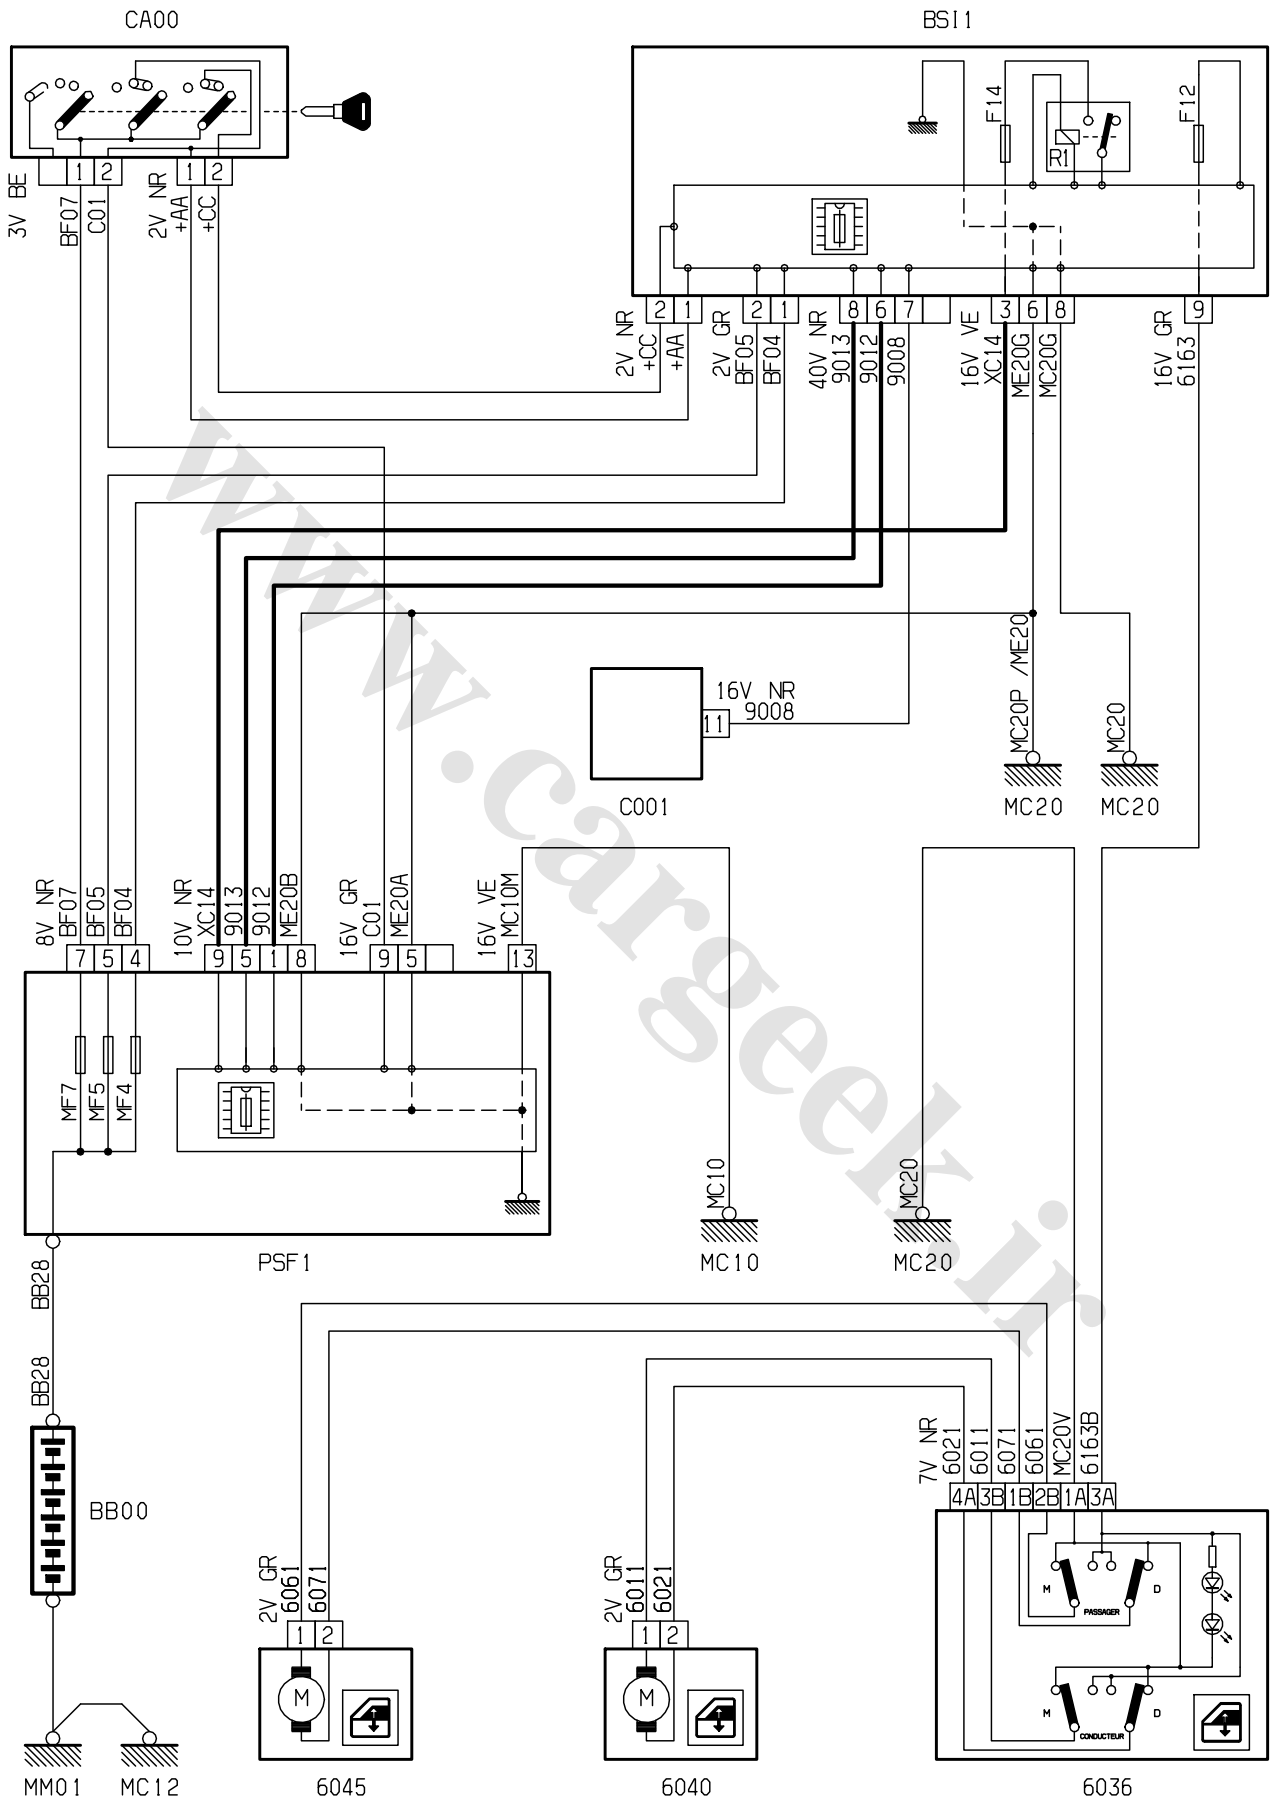 CA00
BSI1
F14
R1
F12
1
2
1
2
3V BE
BF07
C01
2V NR
+AA
+CC
2
1
2
1
8
6
7
3
6
8
9
2V NR
+CC
+AA
2V GR
BF05
BF04
40V NR
9013
9012
9008
16V VE
XC14
ME20G
MC20G
16V GR
6163
www.cargeek.ir
MC20P /ME20
MC20
16V NR
9008
11
C001
MC20
MC20
8V NR
BF07
BF05
BF04
10V NR
XC14
9013
9012
ME20B
16V GR
C01
ME20A
16V VE
MC10M
7
5
4
9
5
1
8
9
5
13
MF7
MF5
MF4
PSF1
MC10
MC20
MC10
MC20
BB28
BB28
BB00
7V NR
6021
6011
6071
6061
MC20V
6163B
4A
3B
1B
2B
1A
3A
M
D
PASSAGER
M
D
CONDUCTEUR
2V GR
6061
6071
1
2
M
2V GR
6011
6021
1
2
M
MM01
MC12
6045
6040
6036